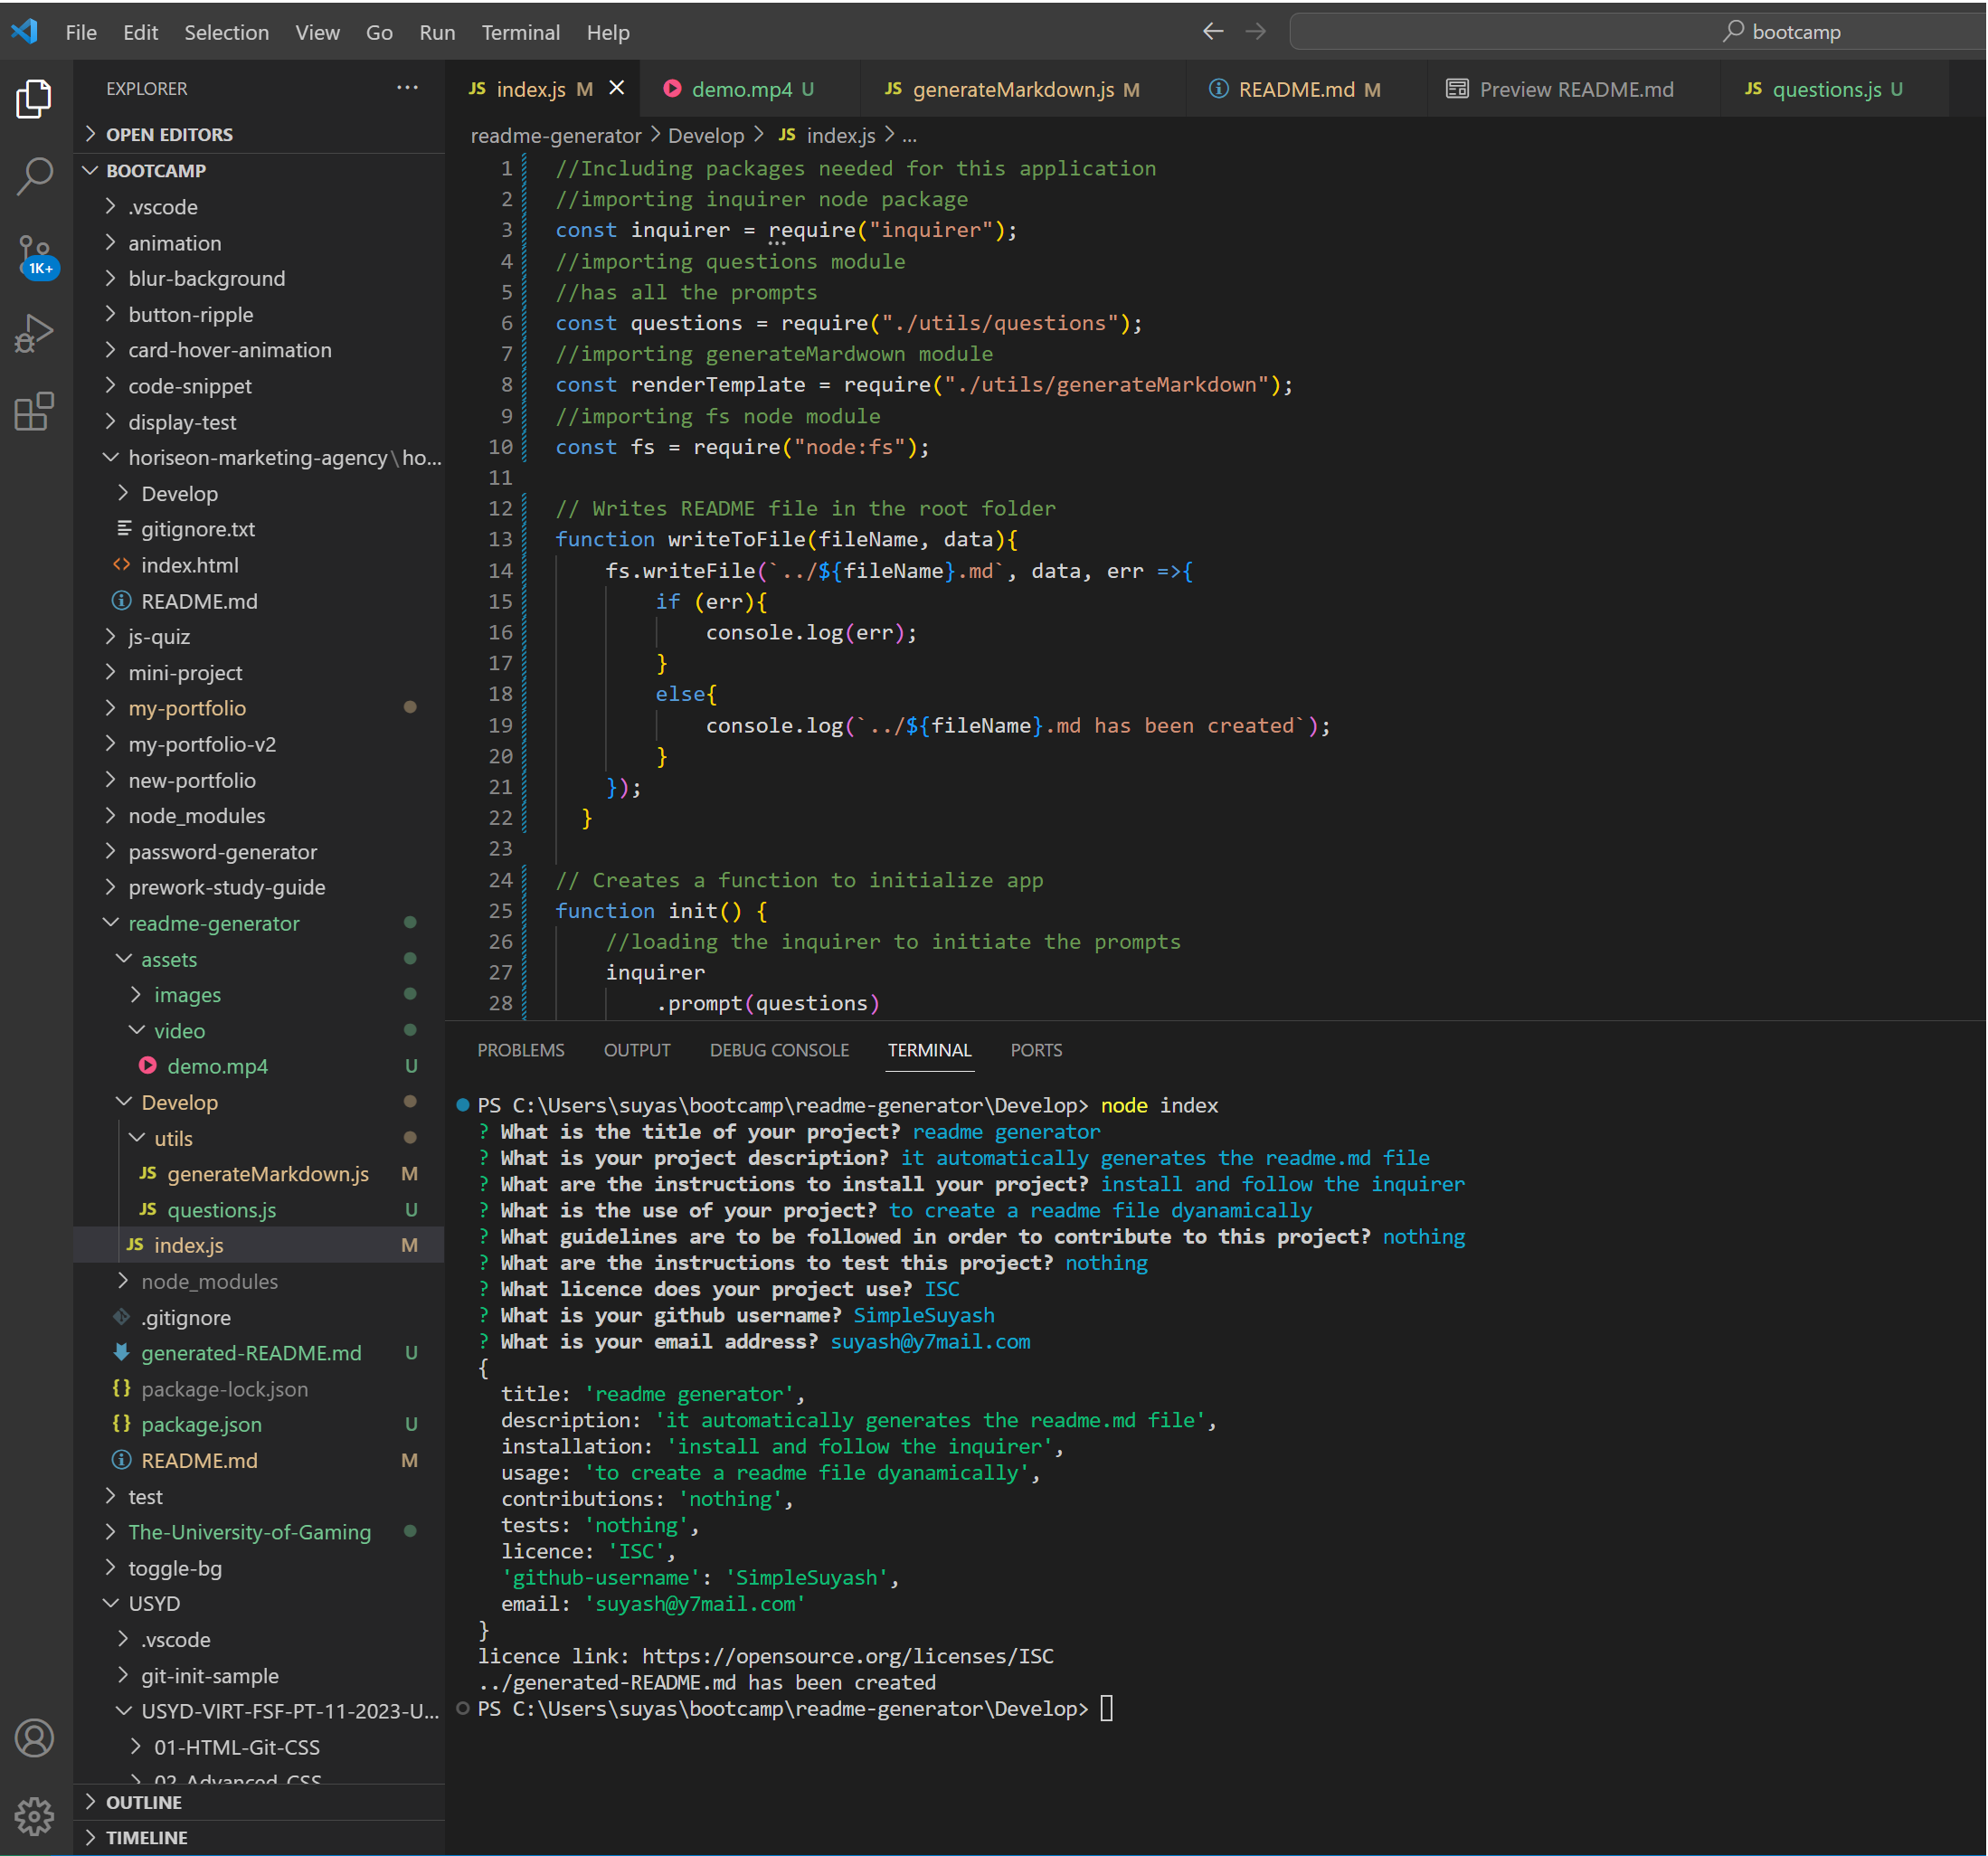 File Edit Selection View Go Run Terminal Help
bootcamp
EXPLORER
OPEN EDITORS
BOOTCAMP
.vscode
animation
blur-background
button-ripple
card-hover-animation
code-snippet
display-test
horiseon-marketing-agency\ho...
Develop
gitignore.txt
index.html
README.md
js-quiz
mini-project
my-portfolio
my-portfolio-v2
new-portfolio
node_modules
password-generator
prework-study-guide
readme-generator
assets
images
video
demo.mp4 U
Develop
utils
JS generateMarkdown.js M
JS questions.js U
JS index.js M
node_modules
.gitignore
generated-README.md U
{} package-lock.json
{} package.json U
README.md M
test
The-University-of-Gaming
toggle-bg
USYD
.vscode
git-init-sample
USYD-VIRT-FSF-PT-11-2023-U...
01-HTML-Git-CSS
02-Advanced-CSS
OUTLINE
TIMELINE
1K+
JS index.js M demo.mp4 U JS generateMarkdown.js M README.md M Preview README.md JS questions.js U
readme-generator > Develop > JS index.js > ...
1 //Including packages needed for this application
2 //importing inquirer node package
3 const inquirer = require("inquirer");
4 //importing questions module
5 //has all the prompts
6 const questions = require("./utils/questions");
7 //importing generateMardwown module
8 const renderTemplate = require("./utils/generateMarkdown");
9 //importing fs node module
10 const fs = require("node:fs");
11
12 // Writes README file in the root folder
13 function writeToFile(fileName, data){
14 fs.writeFile(`../${fileName}.md`, data, err =>{
15 if (err){
16 console.log(err);
17 }
18 else{
19 console.log(`../${fileName}.md has been created`);
20 }
21 });
22 }
23
24 // Creates a function to initialize app
25 function init() {
26 //loading the inquirer to initiate the prompts
27 inquirer
28 .prompt(questions)
PROBLEMS OUTPUT DEBUG CONSOLE TERMINAL PORTS
PS C:\Users\suyas\bootcamp\readme-generator\Develop> node index
? What is the title of your project? readme generator
? What is your project description? it automatically generates the readme.md file
? What are the instructions to install your project? install and follow the inquirer
? What is the use of your project? to create a readme file dyanamically
? What guidelines are to be followed in order to contribute to this project? nothing
? What are the instructions to test this project? nothing
? What licence does your project use? ISC
? What is your github username? SimpleSuyash
? What is your email address? suyash@y7mail.com
{
title: 'readme generator',
description: 'it automatically generates the readme.md file',
installation: 'install and follow the inquirer',
usage: 'to create a readme file dyanamically',
contributions: 'nothing',
tests: 'nothing',
licence: 'ISC',
'github-username': 'SimpleSuyash',
email: 'suyash@y7mail.com'
}
licence link: https://opensource.org/licenses/ISC
../generated-README.md has been created
PS C:\Users\suyas\bootcamp\readme-generator\Develop>